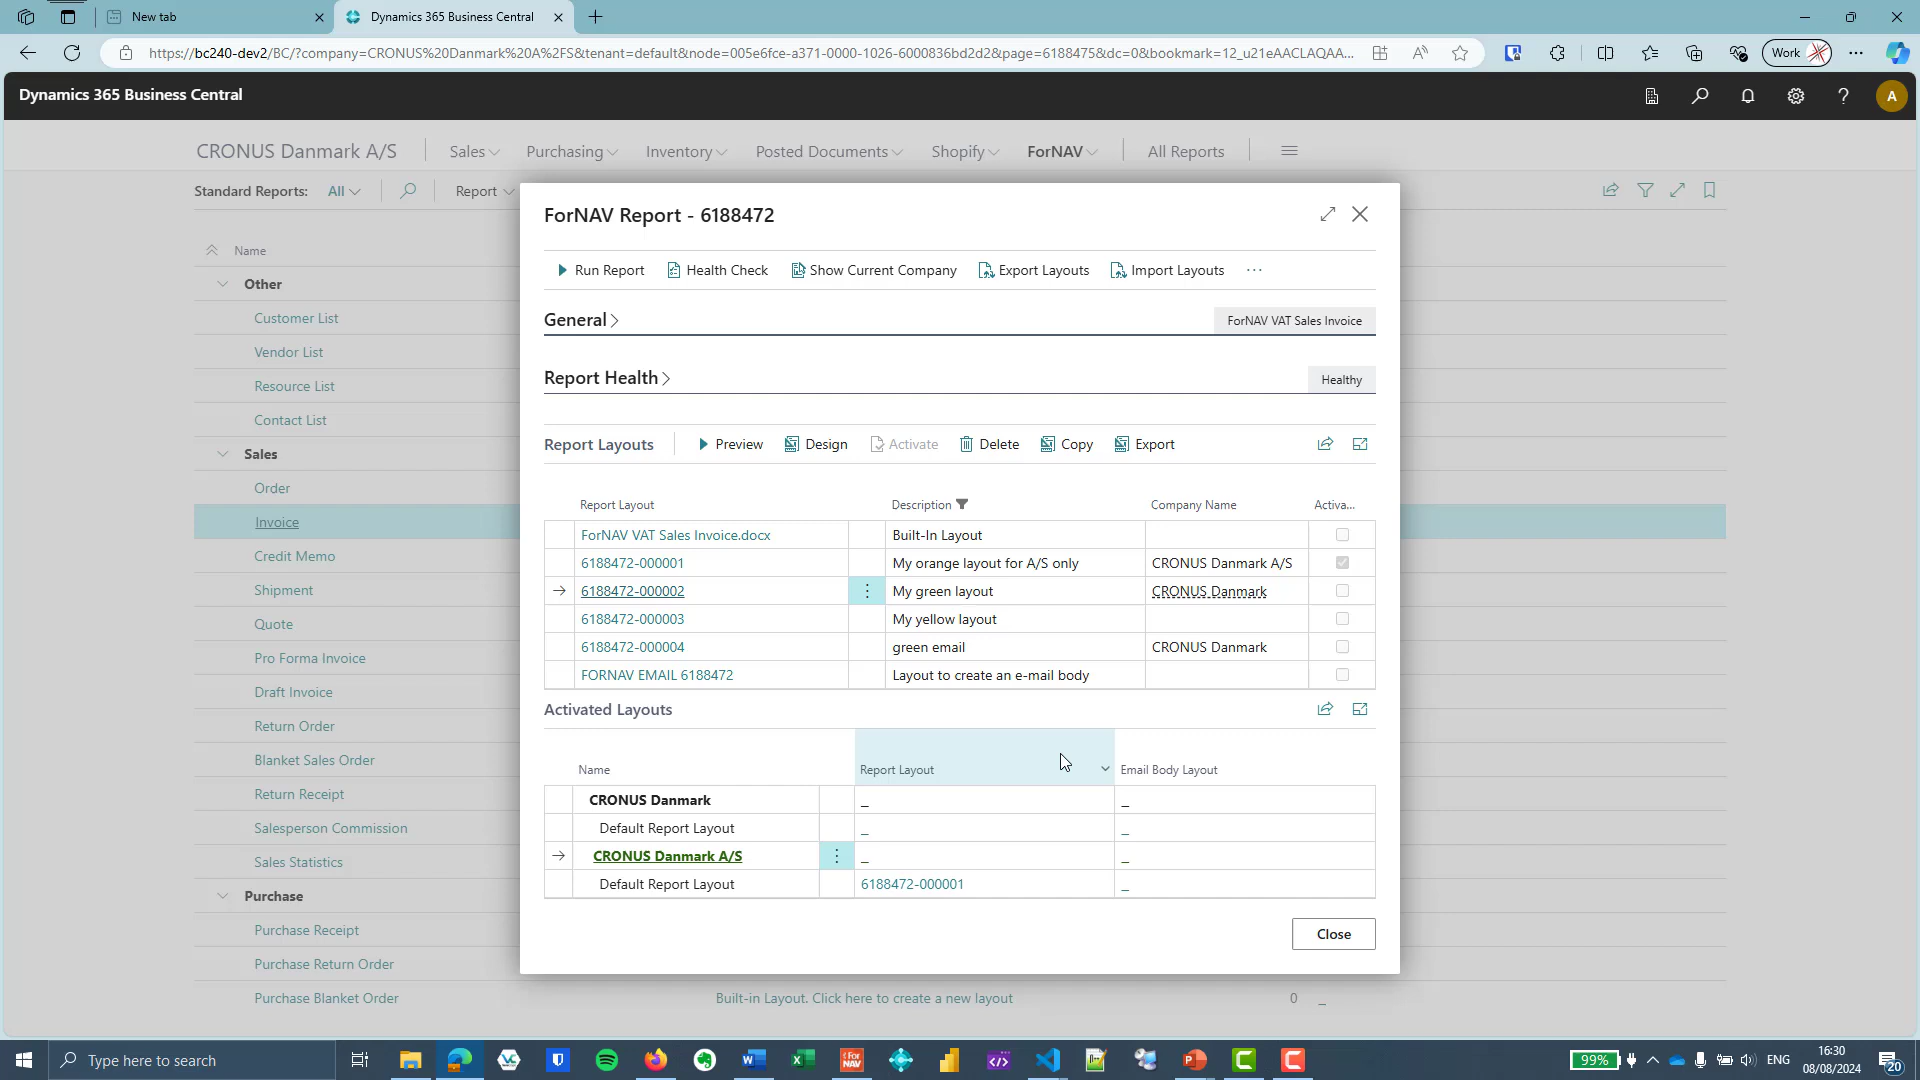 New tab
Dynamics 365 Business Central
https://bc240-dev2/BC/?company=CRONUS%20Danmark%20A%2FS&tenant=default&node=005e6fce-a371-0000-1026-6000836bd2d2&page=6188475&dc=0&bookmark=12_u21eAACLAQAA...
Work
Dynamics 365 Business Central
A
CRONUS Danmark A/S
Sales
Purchasing
Inventory
Posted Documents
Shopify
ForNAV
All Reports
Standard Reports:
All
Report
Name
Other
Customer List
Vendor List
Resource List
Contact List
Sales
Order
Invoice
Credit Memo
Shipment
Quote
Pro Forma Invoice
Draft Invoice
Return Order
Blanket Sales Order
Return Receipt
Salesperson Commission
Sales Statistics
Purchase
Purchase Receipt
Purchase Return Order
Purchase Blanket Order
Built-in Layout. Click here to create a new layout
0
_
ForNAV Report - 6188472
Run Report
Health Check
Show Current Company
Export Layouts
Import Layouts
General
ForNAV VAT Sales Invoice
Report Health
Healthy
Report Layouts
Preview
Design
Activate
Delete
Copy
Export
Report Layout
Description
Company Name
Activa...
ForNAV VAT Sales Invoice.docx
Built-In Layout
6188472-000001
My orange layout for A/S only
CRONUS Danmark A/S
6188472-000002
My green layout
CRONUS Danmark
6188472-000003
My yellow layout
6188472-000004
green email
CRONUS Danmark
FORNAV EMAIL 6188472
Layout to create an e-mail body
Activated Layouts
Name
Report Layout
Email Body Layout
CRONUS Danmark
_
_
Default Report Layout
_
_
CRONUS Danmark A/S
_
_
Default Report Layout
6188472-000001
_
Close
Type here to search
99%
ENG
16:30
08/08/2024
20